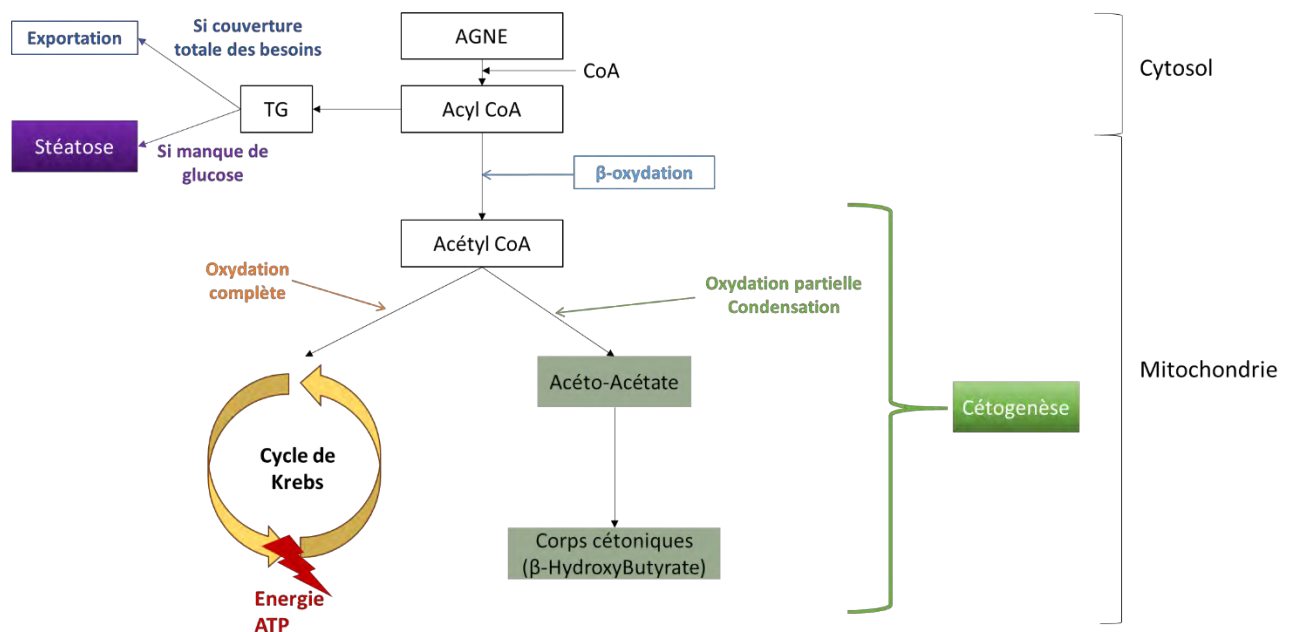 Exportation
Si couverture
totale des besoins
AGNE
CoA
Cytosol
TG
Acyl CoA
Stéatose
Si manque de
glucose
β-oxydation
Acétyl CoA
Oxydation
complète
Oxydation partielle
Condensation
Acéto-Acétate
Mitochondrie
Cétogenèse
Cycle de
Krebs
Corps cétoniques
(β-HydroxyButyrate)
Energie
ATP